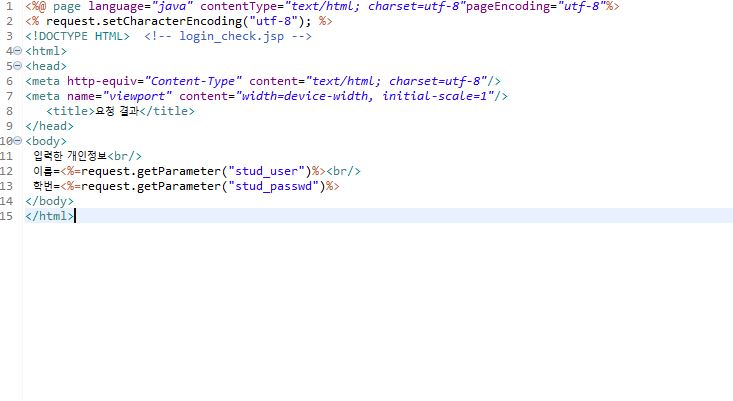 1 <%@ page language="java" contentType="text/html; charset=utf-8"pageEncoding="utf-8"%>
2 <% request.setCharacterEncoding("utf-8"); %>
3 <!DOCTYPE HTML>  <!-- login_check.jsp -->
4 <html>
5 <head>
6 <meta http-equiv="Content-Type" content="text/html; charset=utf-8"/>
7 <meta name="viewport" content="width=device-width, initial-scale=1"/>
8    <title>요청 결과</title>
9 </head>
10 <body>
11  입력한 개인정보<br/>
12  이름=<%=request.getParameter("stud_user")%><br/>
13  학번=<%=request.getParameter("stud_passwd")%>
14 </body>
15 </html>